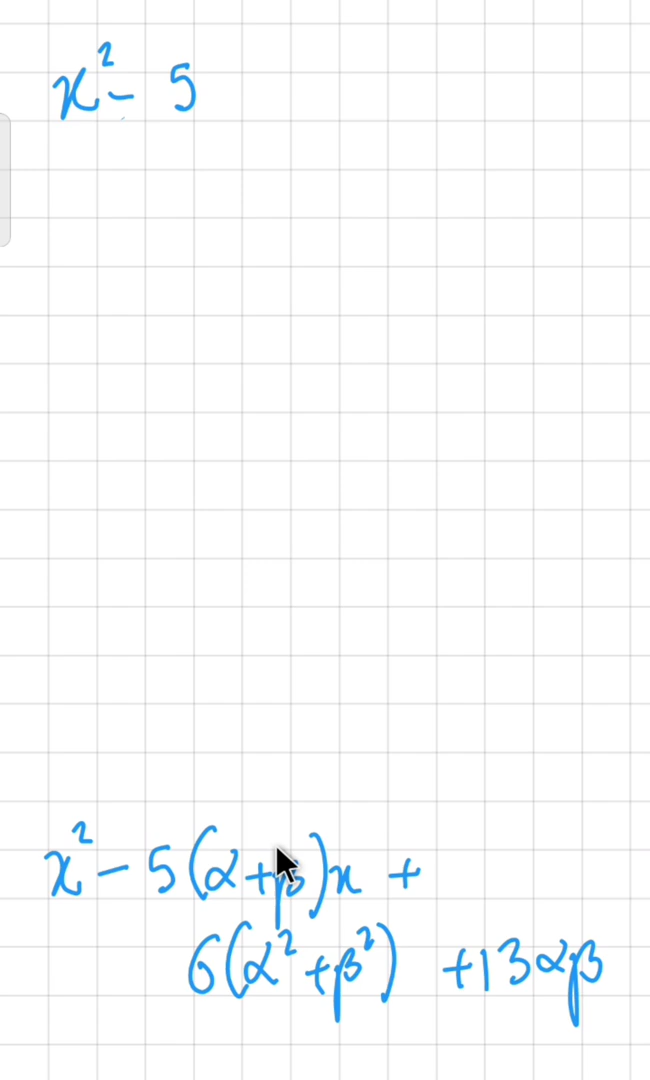 x² - 5
x² - 5(α+β)x +
6(α²+β²) +13αβ